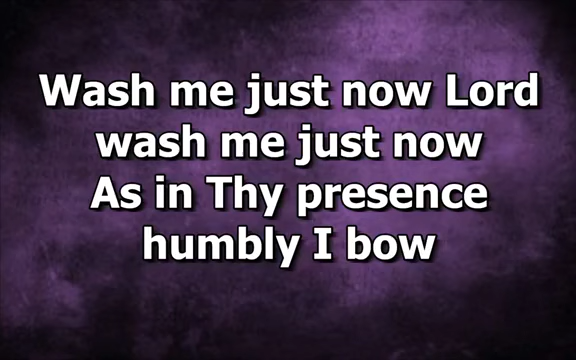 Wash me just now Lord
wash me just now
As in Thy presence
humbly I bow